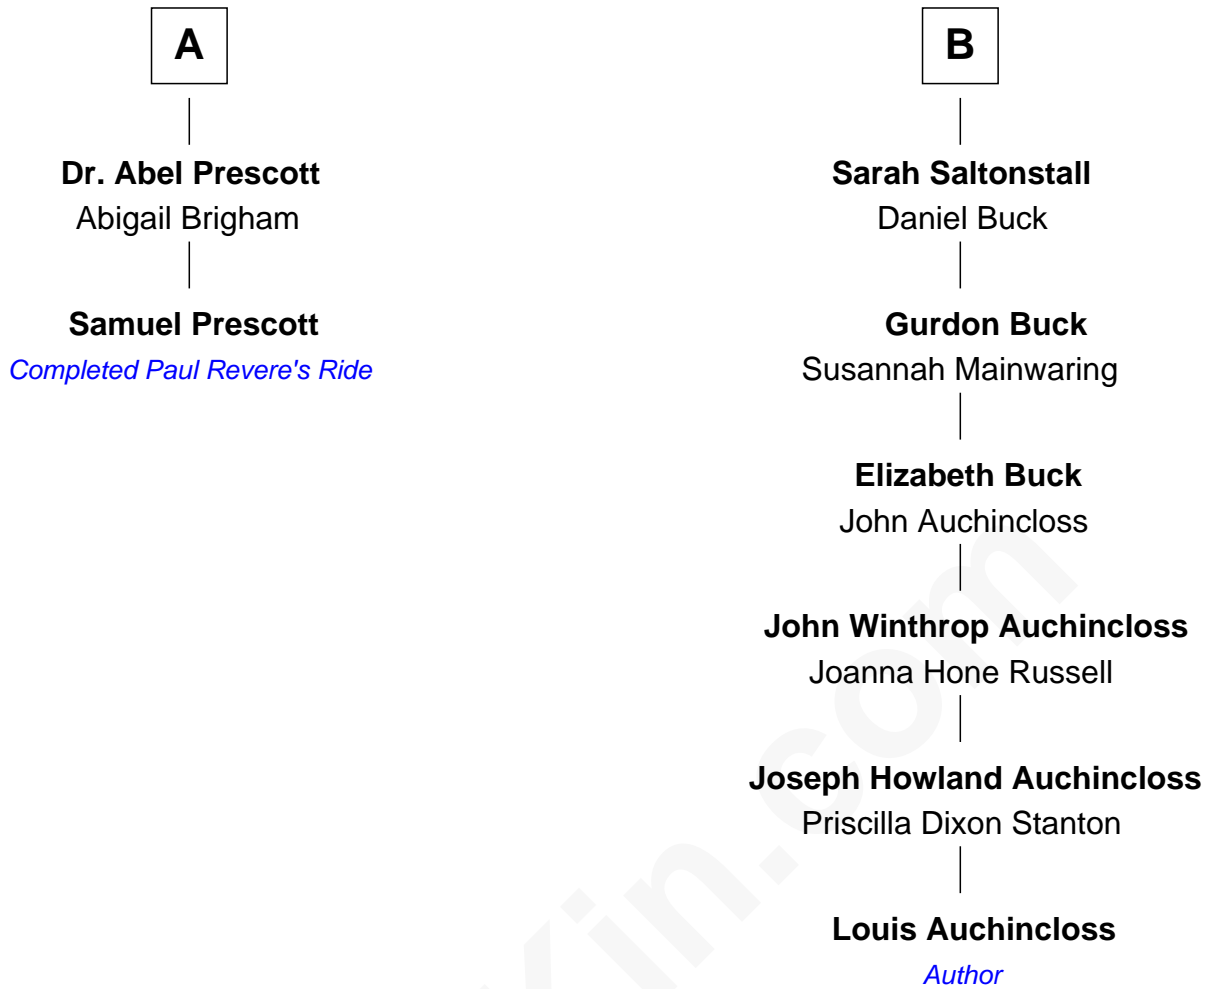 A
Dr. Abel Prescott
Abigail Brigham
Samuel Prescott
Completed Paul Revere's Ride
B
Sarah Saltonstall
Daniel Buck
Gurdon Buck
Susannah Mainwaring
Elizabeth Buck
John Auchincloss
John Winthrop Auchincloss
Joanna Hone Russell
Joseph Howland Auchincloss
Priscilla Dixon Stanton
Louis Auchincloss
Author